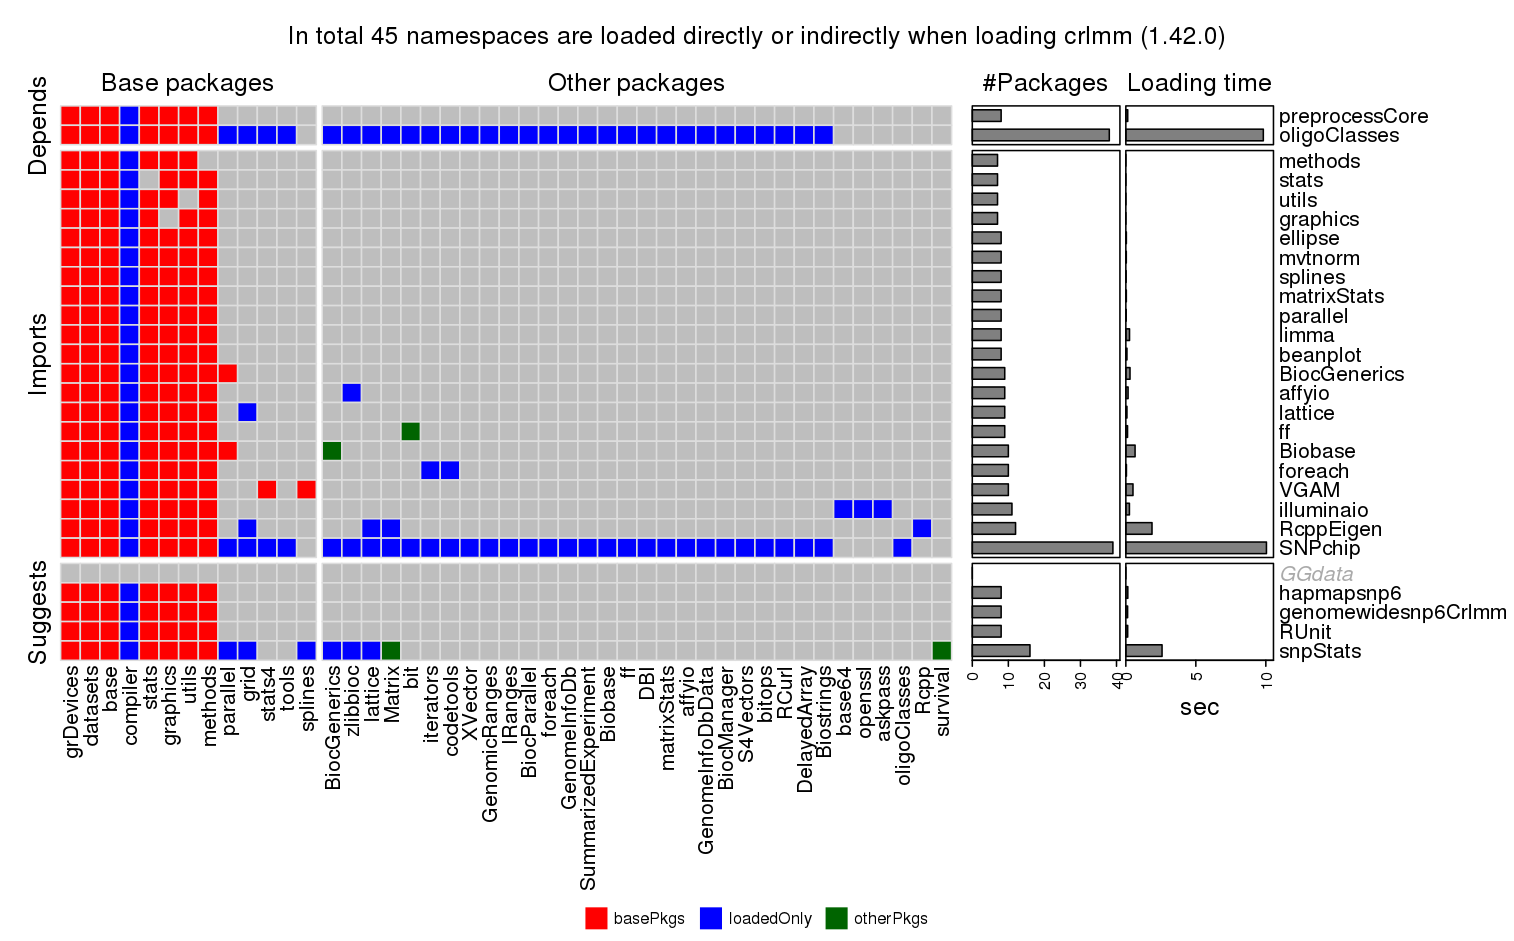 In total 45 namespaces are loaded directly or indirectly when loading crlmm (1.42.0)
Base packages
Other packages
#Packages
Loading time
Depends
Imports
Suggests
preprocessCore
oligoClasses
methods
stats
utils
graphics
ellipse
mvtnorm
splines
matrixStats
parallel
limma
beanplot
BiocGenerics
affyio
lattice
ff
Biobase
foreach
VGAM
illuminaio
RcppEigen
SNPchip
GGdata
hapmapsnp6
genomewidesnp6Crlmm
RUnit
snpStats
grDevices
datasets
base
compiler
stats
graphics
utils
methods
parallel
grid
stats4
tools
splines
BiocGenerics
zlibbioc
lattice
Matrix
bit
iterators
codetools
XVector
GenomicRanges
IRanges
BiocParallel
foreach
GenomeInfoDb
SummarizedExperiment
Biobase
ff
DBI
matrixStats
affyio
GenomeInfoDbData
BiocManager
S4Vectors
bitops
RCurl
DelayedArray
Biostrings
base64
openssl
askpass
oligoClasses
Rcpp
survival
0
10
20
30
40
0
5
10
sec
basePkgs
loadedOnly
otherPkgs